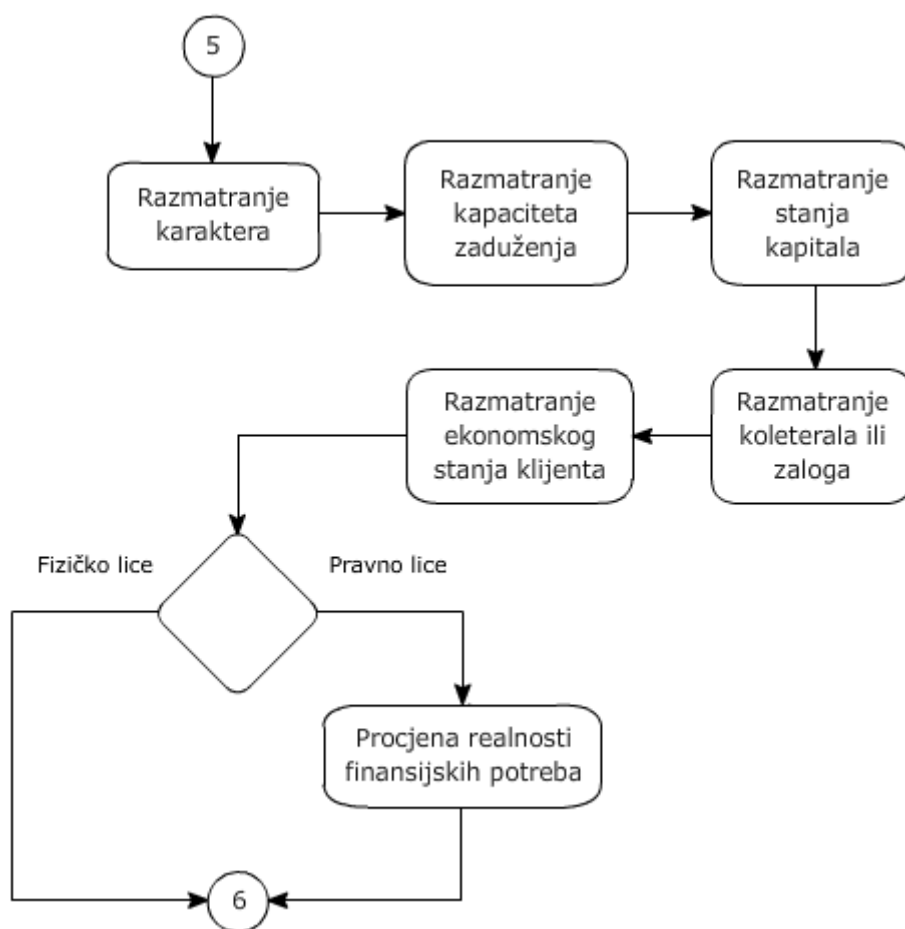 5
Razmatranje
karaktera
Razmatranje
kapaciteta
zaduženja
Razmatranje
stanja
kapitala
Razmatranje
koleterala ili
zaloga
Razmatranje
ekonomskog
stanja klijenta
Fizičko lice
Pravno lice
Procjena realnosti
finansijskih potreba
6